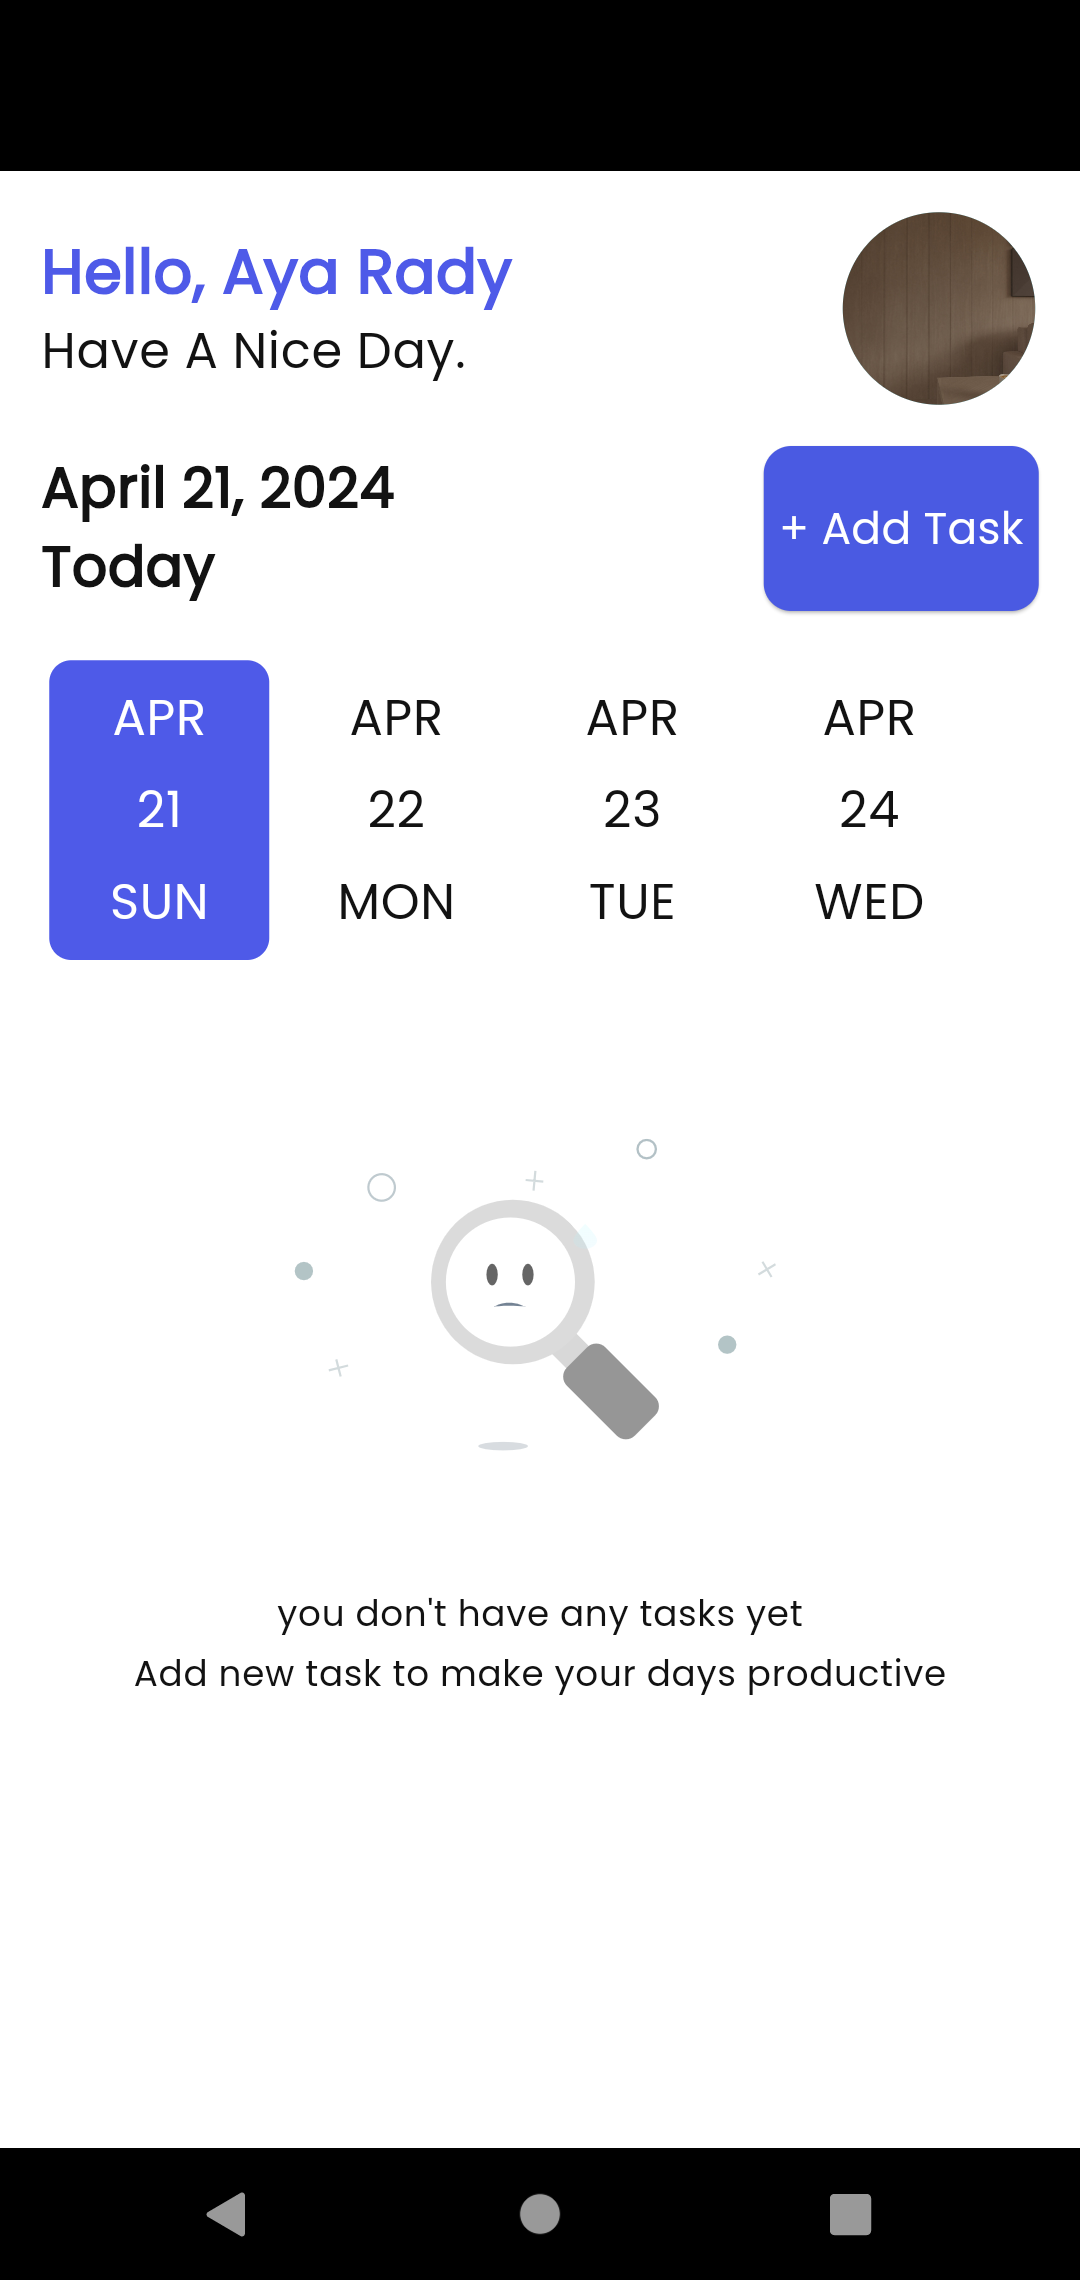 Hello, Aya Rady
Have A Nice Day.
April 21, 2024
Today
+ Add Task
APR
21
SUN
APR
22
MON
APR
23
TUE
APR
24
WED
you don't have any tasks yet
Add new task to make your days productive